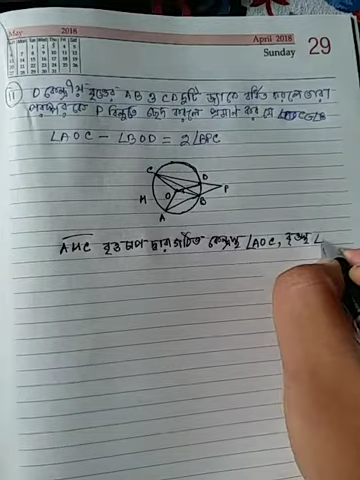 May 2018
2018
APRIL
Sunday 29
ii O কেন্দ্রীয় বৃত্তের AB ও CD দুটি জ্যাকে বর্ধিত করলে তারা
পরস্পরকে P বিন্দুতে ছেদ করলে প্রমান কর যে
∠AOC - ∠BOD = 2∠BPC
C
D
P
O
B
M
A
AMC বৃত্তচাপ দ্বারা গঠিত কেন্দ্রস্থ ∠AOC, বৃত্তস্থ ∠